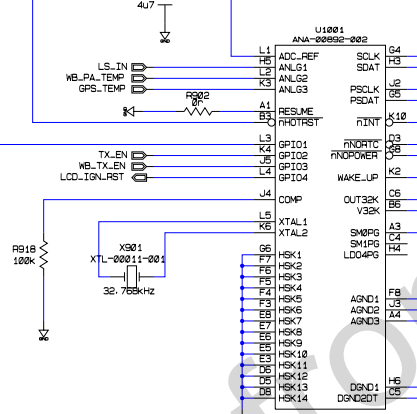 4u7
U1001
ANA-00892-002
L1 ADC_REF SCLK G4
LS_IN H5 ANLG1 SDAT H3
WB_PA_TEMP L2 ANLG2
GPS_TEMP K3 ANLG3 PSCLK J2
PSDAT G5
R902
0r
A1 RESUME
B3 nHOTRST nINT K10
L3 GPIO1 nNORTC D3
TX_EN K4 GPIO2 nNOPOWER
WB_TX_EN J5 GPIO3
LCD_IGN_RST L4 GPIO4 WAKE_UP K2
J4 COMP OUT32K C6
V32K B6
L5 XTAL1
K6 XTAL2 SM0PG A3
SM1PG C4
LDO4PG H4
R918
100k
X901
XTL-00011-001
32.768kHz
G6 HSK1
F7 HSK2
F6 HSK3
F5 HSK4
F4 HSK5 AGND1 F8
F3 HSK6 AGND2 J3
E8 HSK7 AGND3 A4
E7 HSK8
E6 HSK9
E5 HSK10
E3 HSK11
D6 HSK12
D5 HSK13 DGND1 H6
D8 HSK14 DGND2DT C5